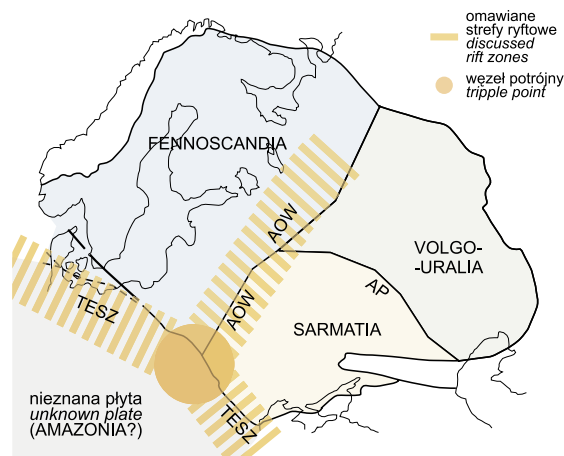 omawiane
strefy ryftowe
discussed
rift zones
węzeł potrójny
tripple point
FENNOSCANDIA
AOW
VOLGO-
-URALIA
AP
AOW
TESZ
SARMATIA
TESZ
nieznana płyta
unknown plate
(AMAZONIA?)